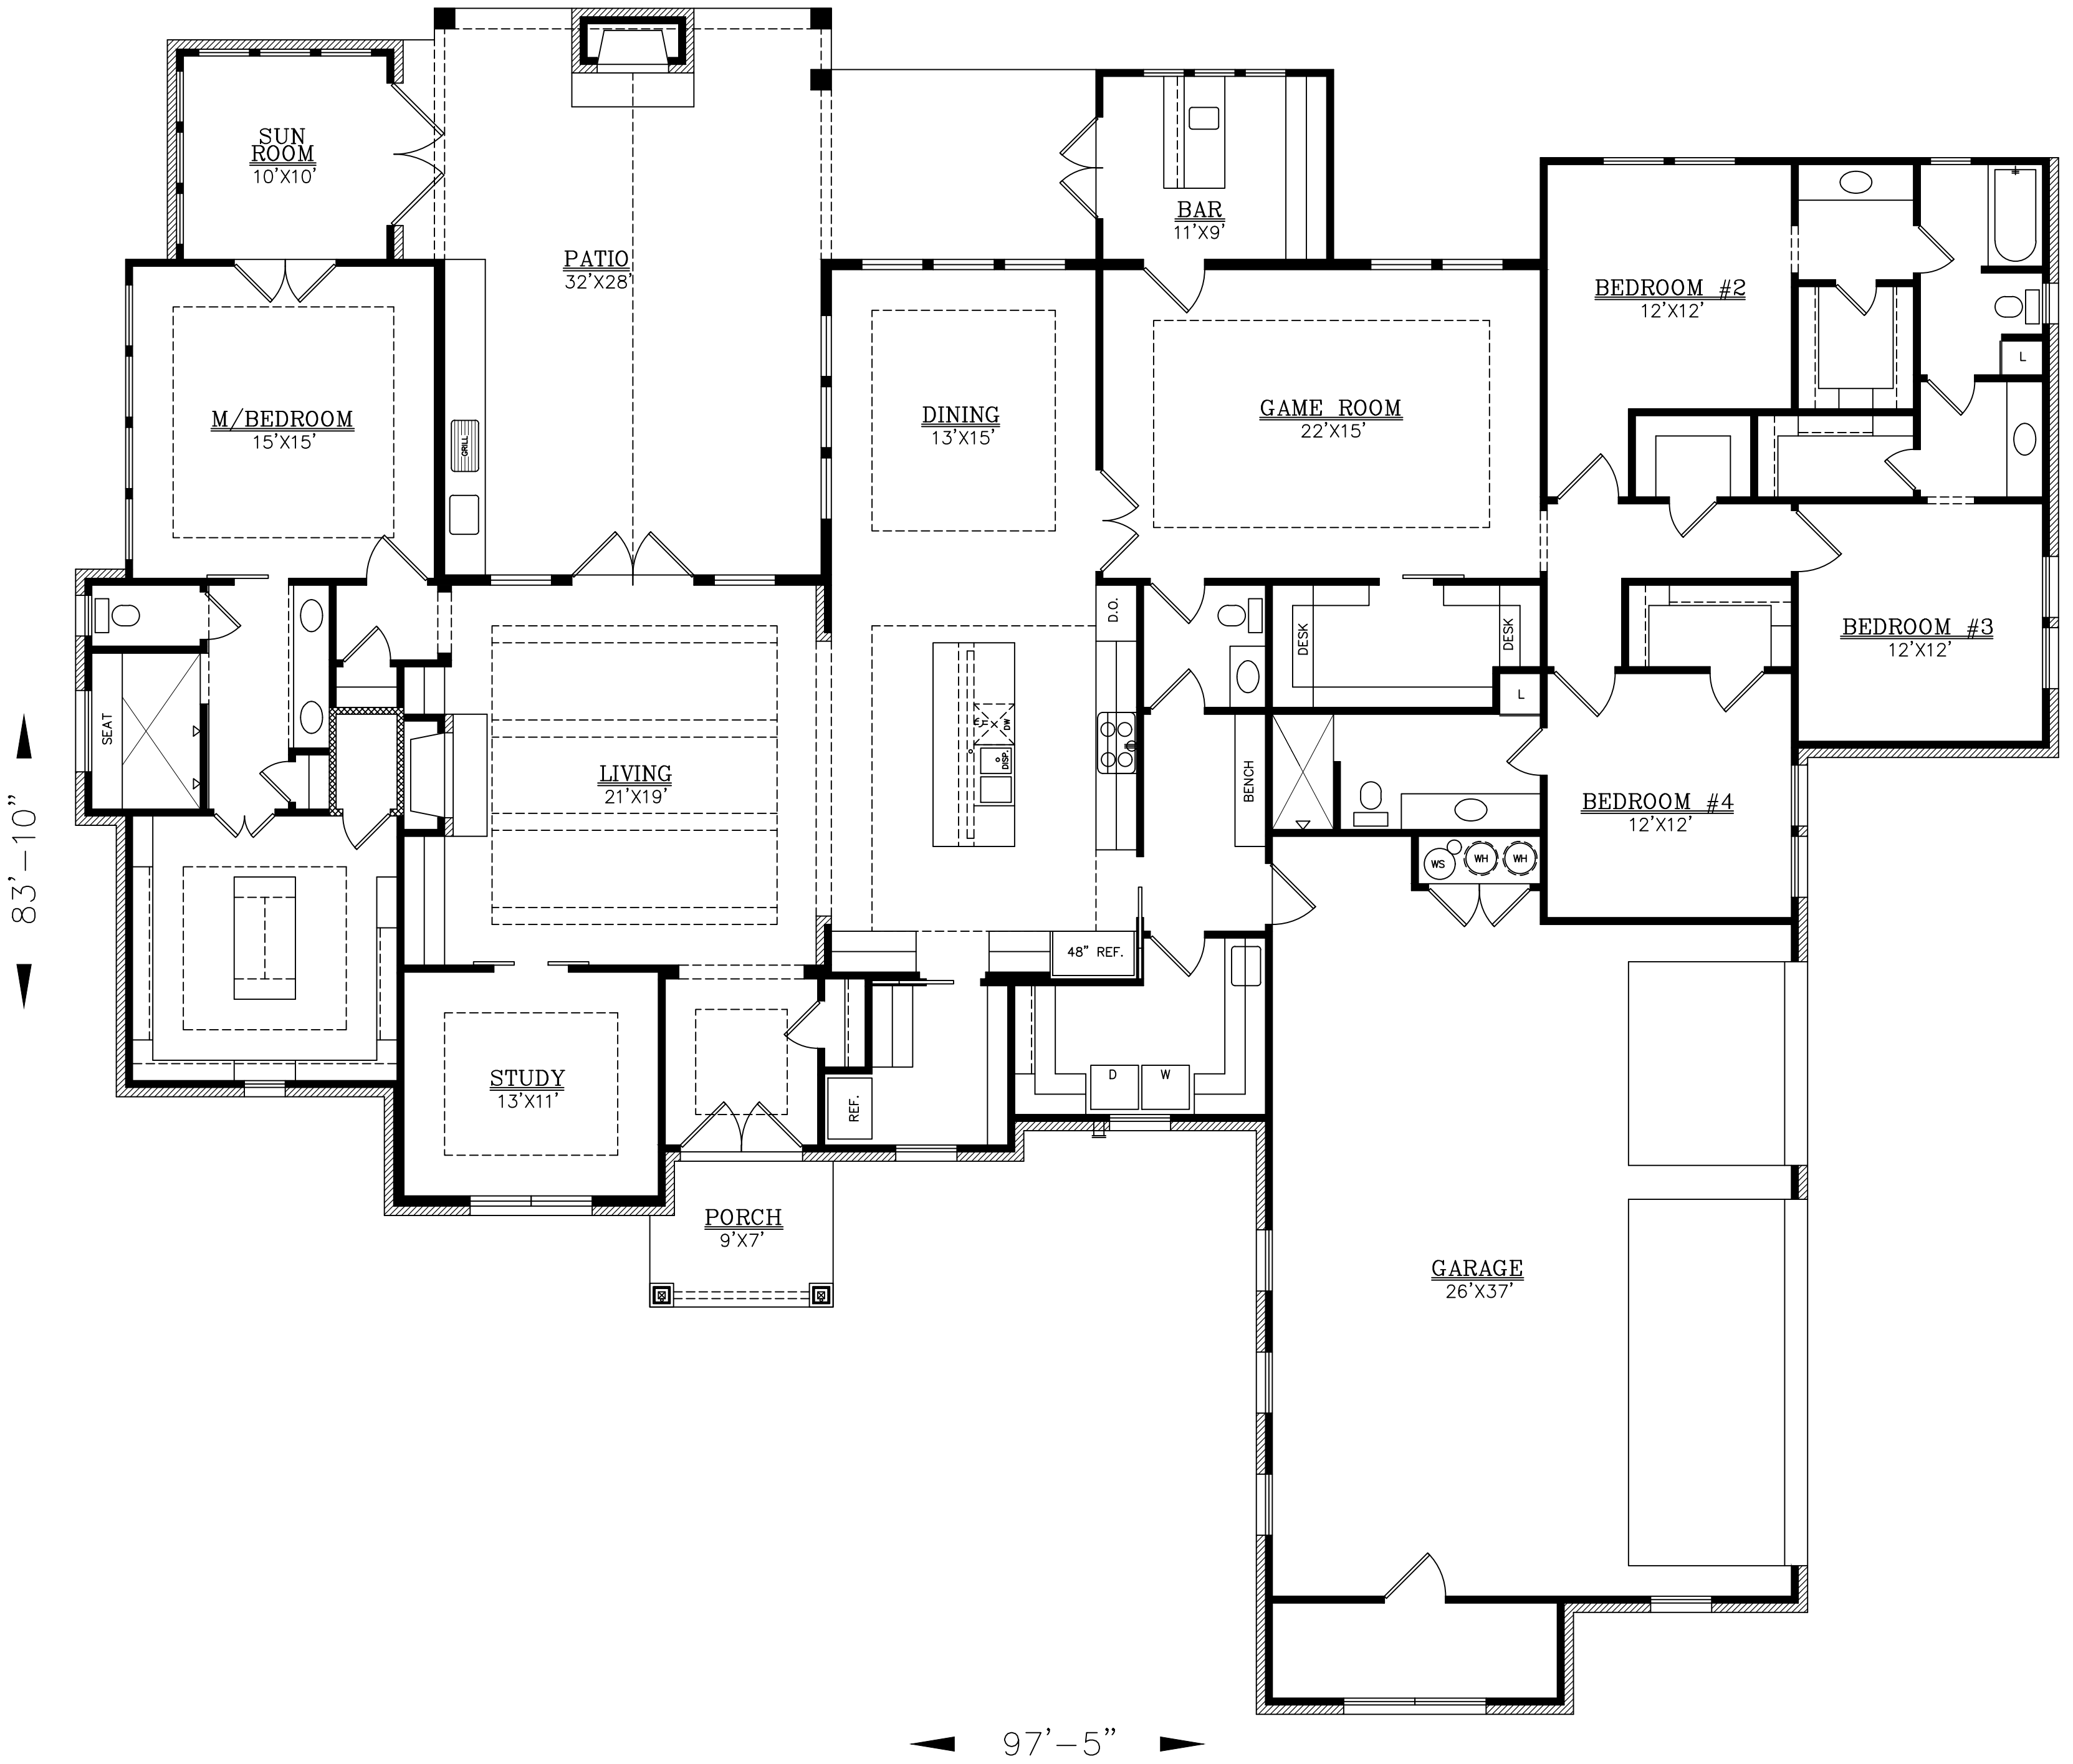 SUN
ROOM
10'X10'
BAR
11'X9'
PATIO
32'X28'
BEDROOM #2
12'X12'
L
M/BEDROOM
15'X15'
GRILL
DINING
13'X15'
GAME ROOM
22'X15'
D.O.
DESK
DESK
BEDROOM #3
12'X12'
L
SEAT
DW
DISP.
LIVING
21'X19'
BENCH
BEDROOM #4
12'X12'
WS
WH
WH
83'-10"
48" REF.
STUDY
13'X11'
REF.
D
W
PORCH
9'X7'
GARAGE
26'X37'
97'-5"